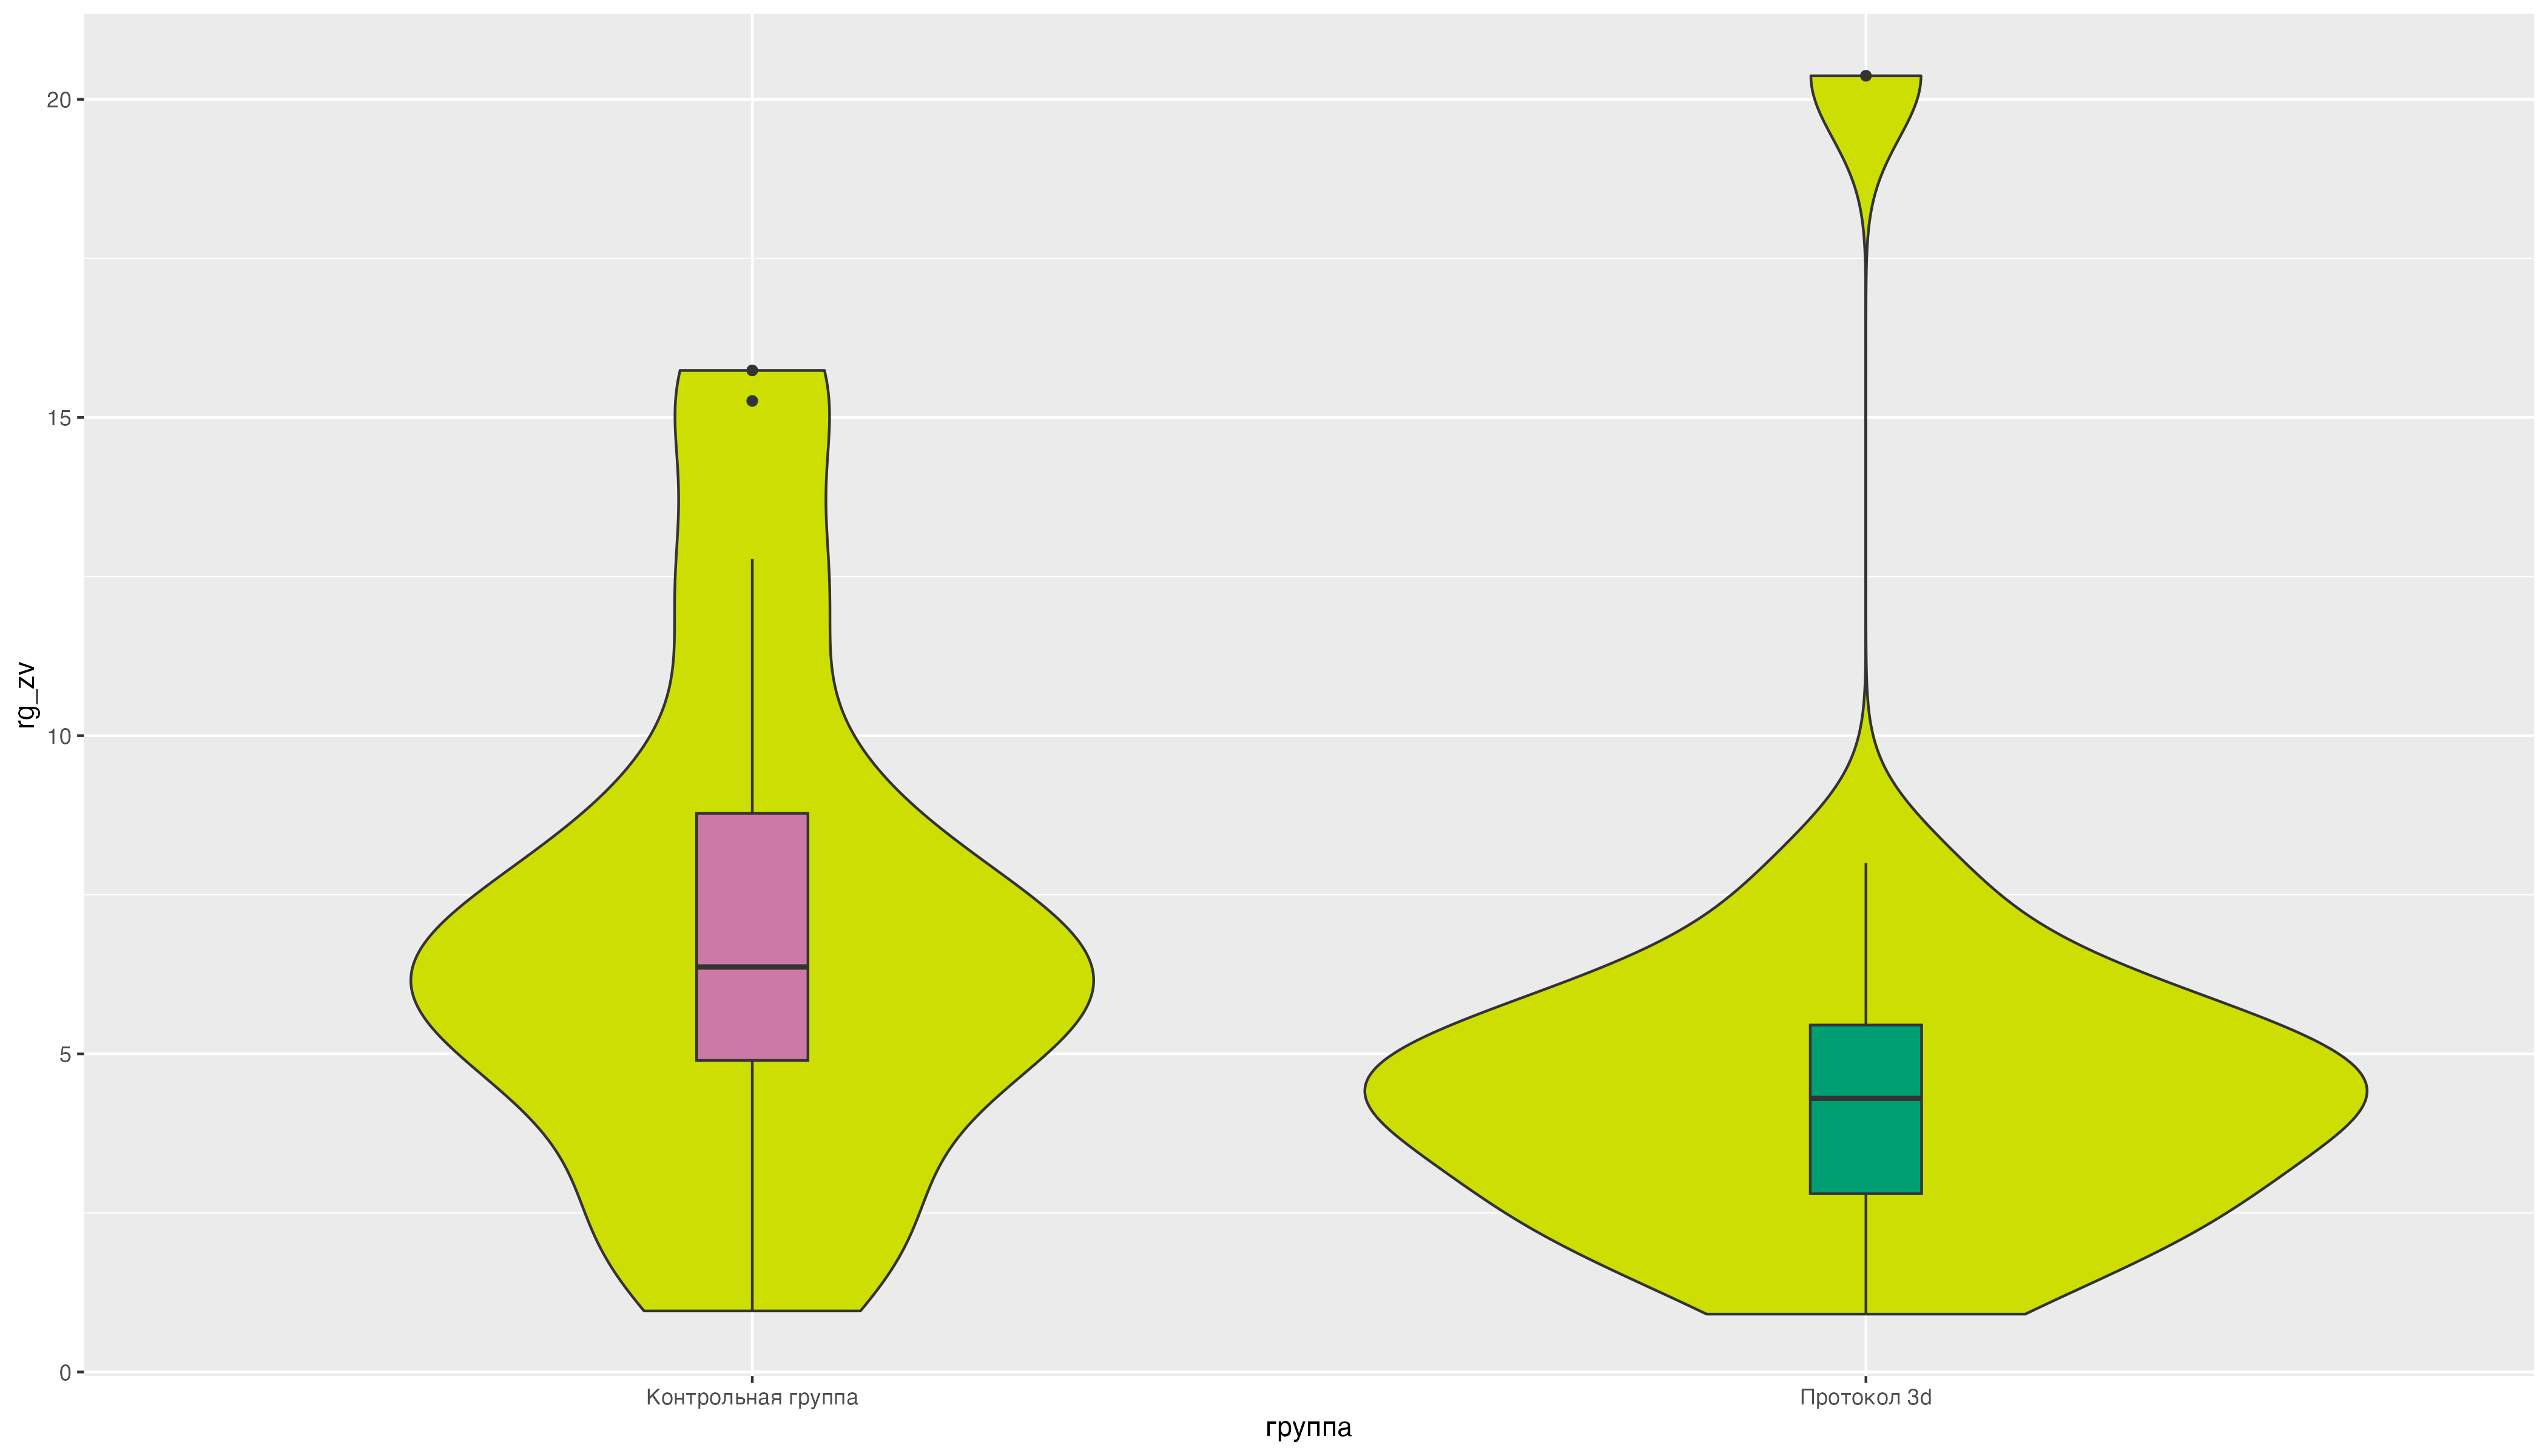 20
15
10
5
0
rg_zv
Контрольная группа
Протокол 3d
группа